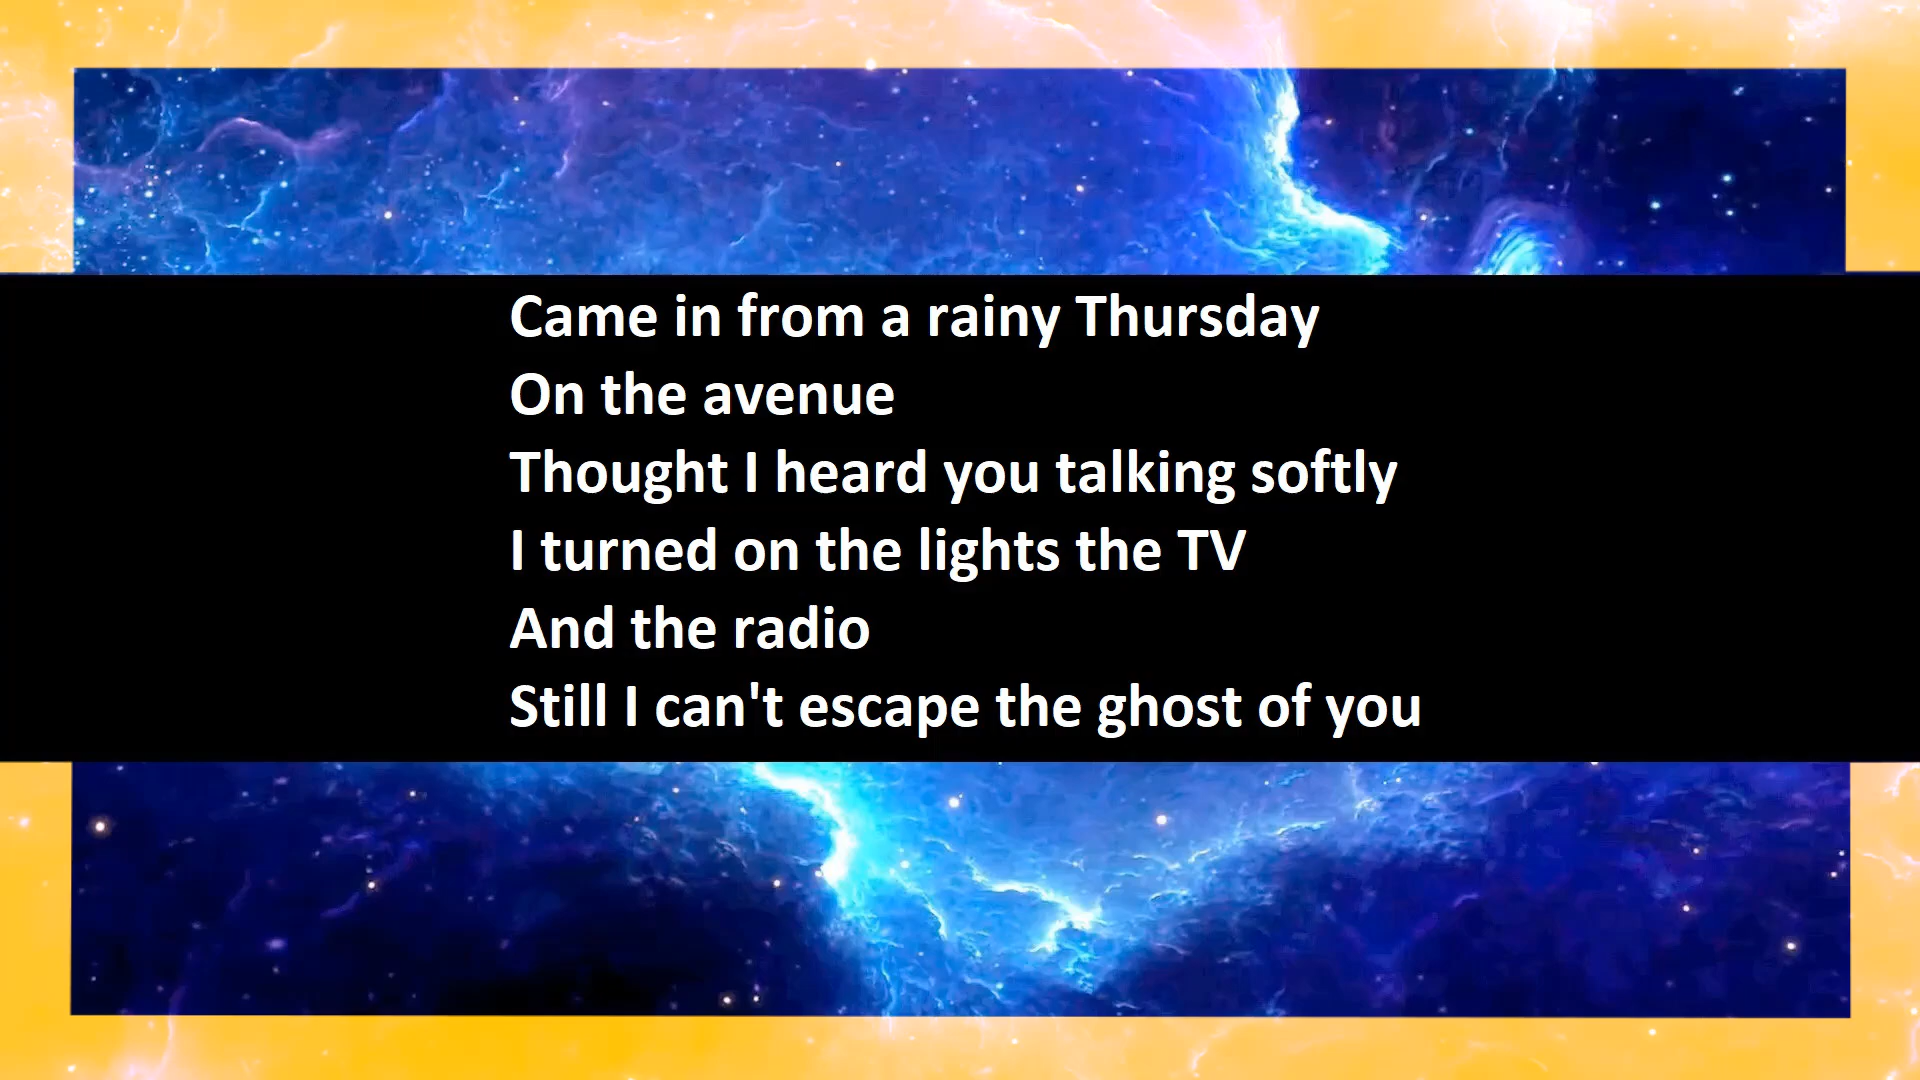 Came in from a rainy Thursday
On the avenue
Thought I heard you talking softly
I turned on the lights the TV
And the radio
Still I can't escape the ghost of you